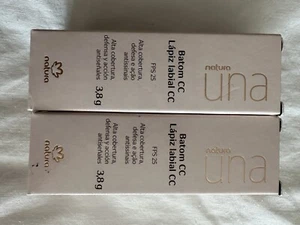 natura
una
Batom CC
Lápiz labial CC
FPS 25
Alta cobertura,
defesa e ação
antissinais
Alta cobertura,
defensa y acción
antiseñales
3,8 g
natura
natura
una
Batom CC
Lápiz labial CC
FPS 25
Alta cobertura,
defesa e ação
antissinais
Alta cobertura,
defensa y acción
antiseñales
3,8 g
natura